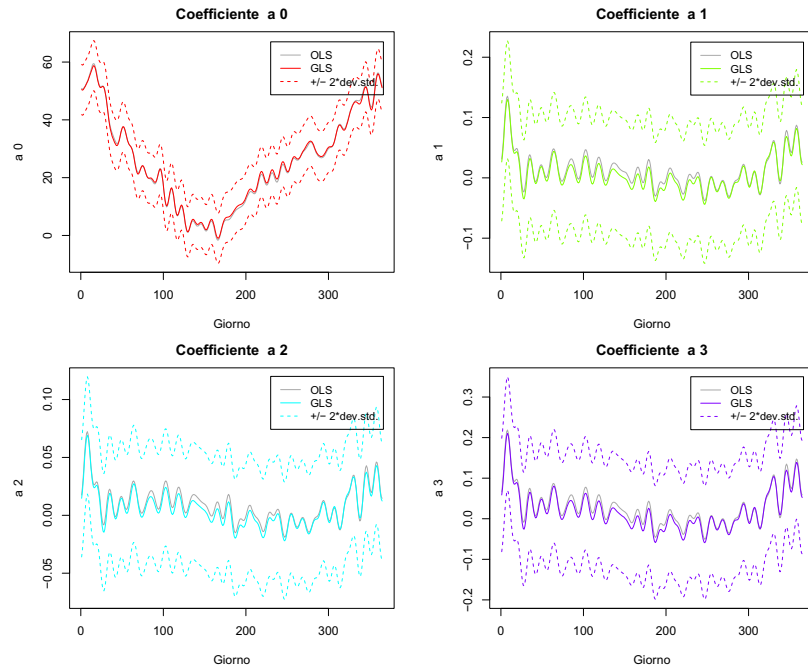 Coefficiente a 0
a 0
60
40
20
0
OLS
GLS
+/− 2*dev.std.
0
100
200
300
Giorno
Coefficiente a 1
a 1
0.2
0.1
0.0
−0.1
OLS
GLS
+/− 2*dev.std.
0
100
200
300
Giorno
Coefficiente a 2
a 2
0.10
0.05
0.00
−0.05
OLS
GLS
+/− 2*dev.std.
0
100
200
300
Giorno
Coefficiente a 3
a 3
0.3
0.2
0.1
0.0
−0.1
−0.2
OLS
GLS
+/− 2*dev.std.
0
100
200
300
Giorno